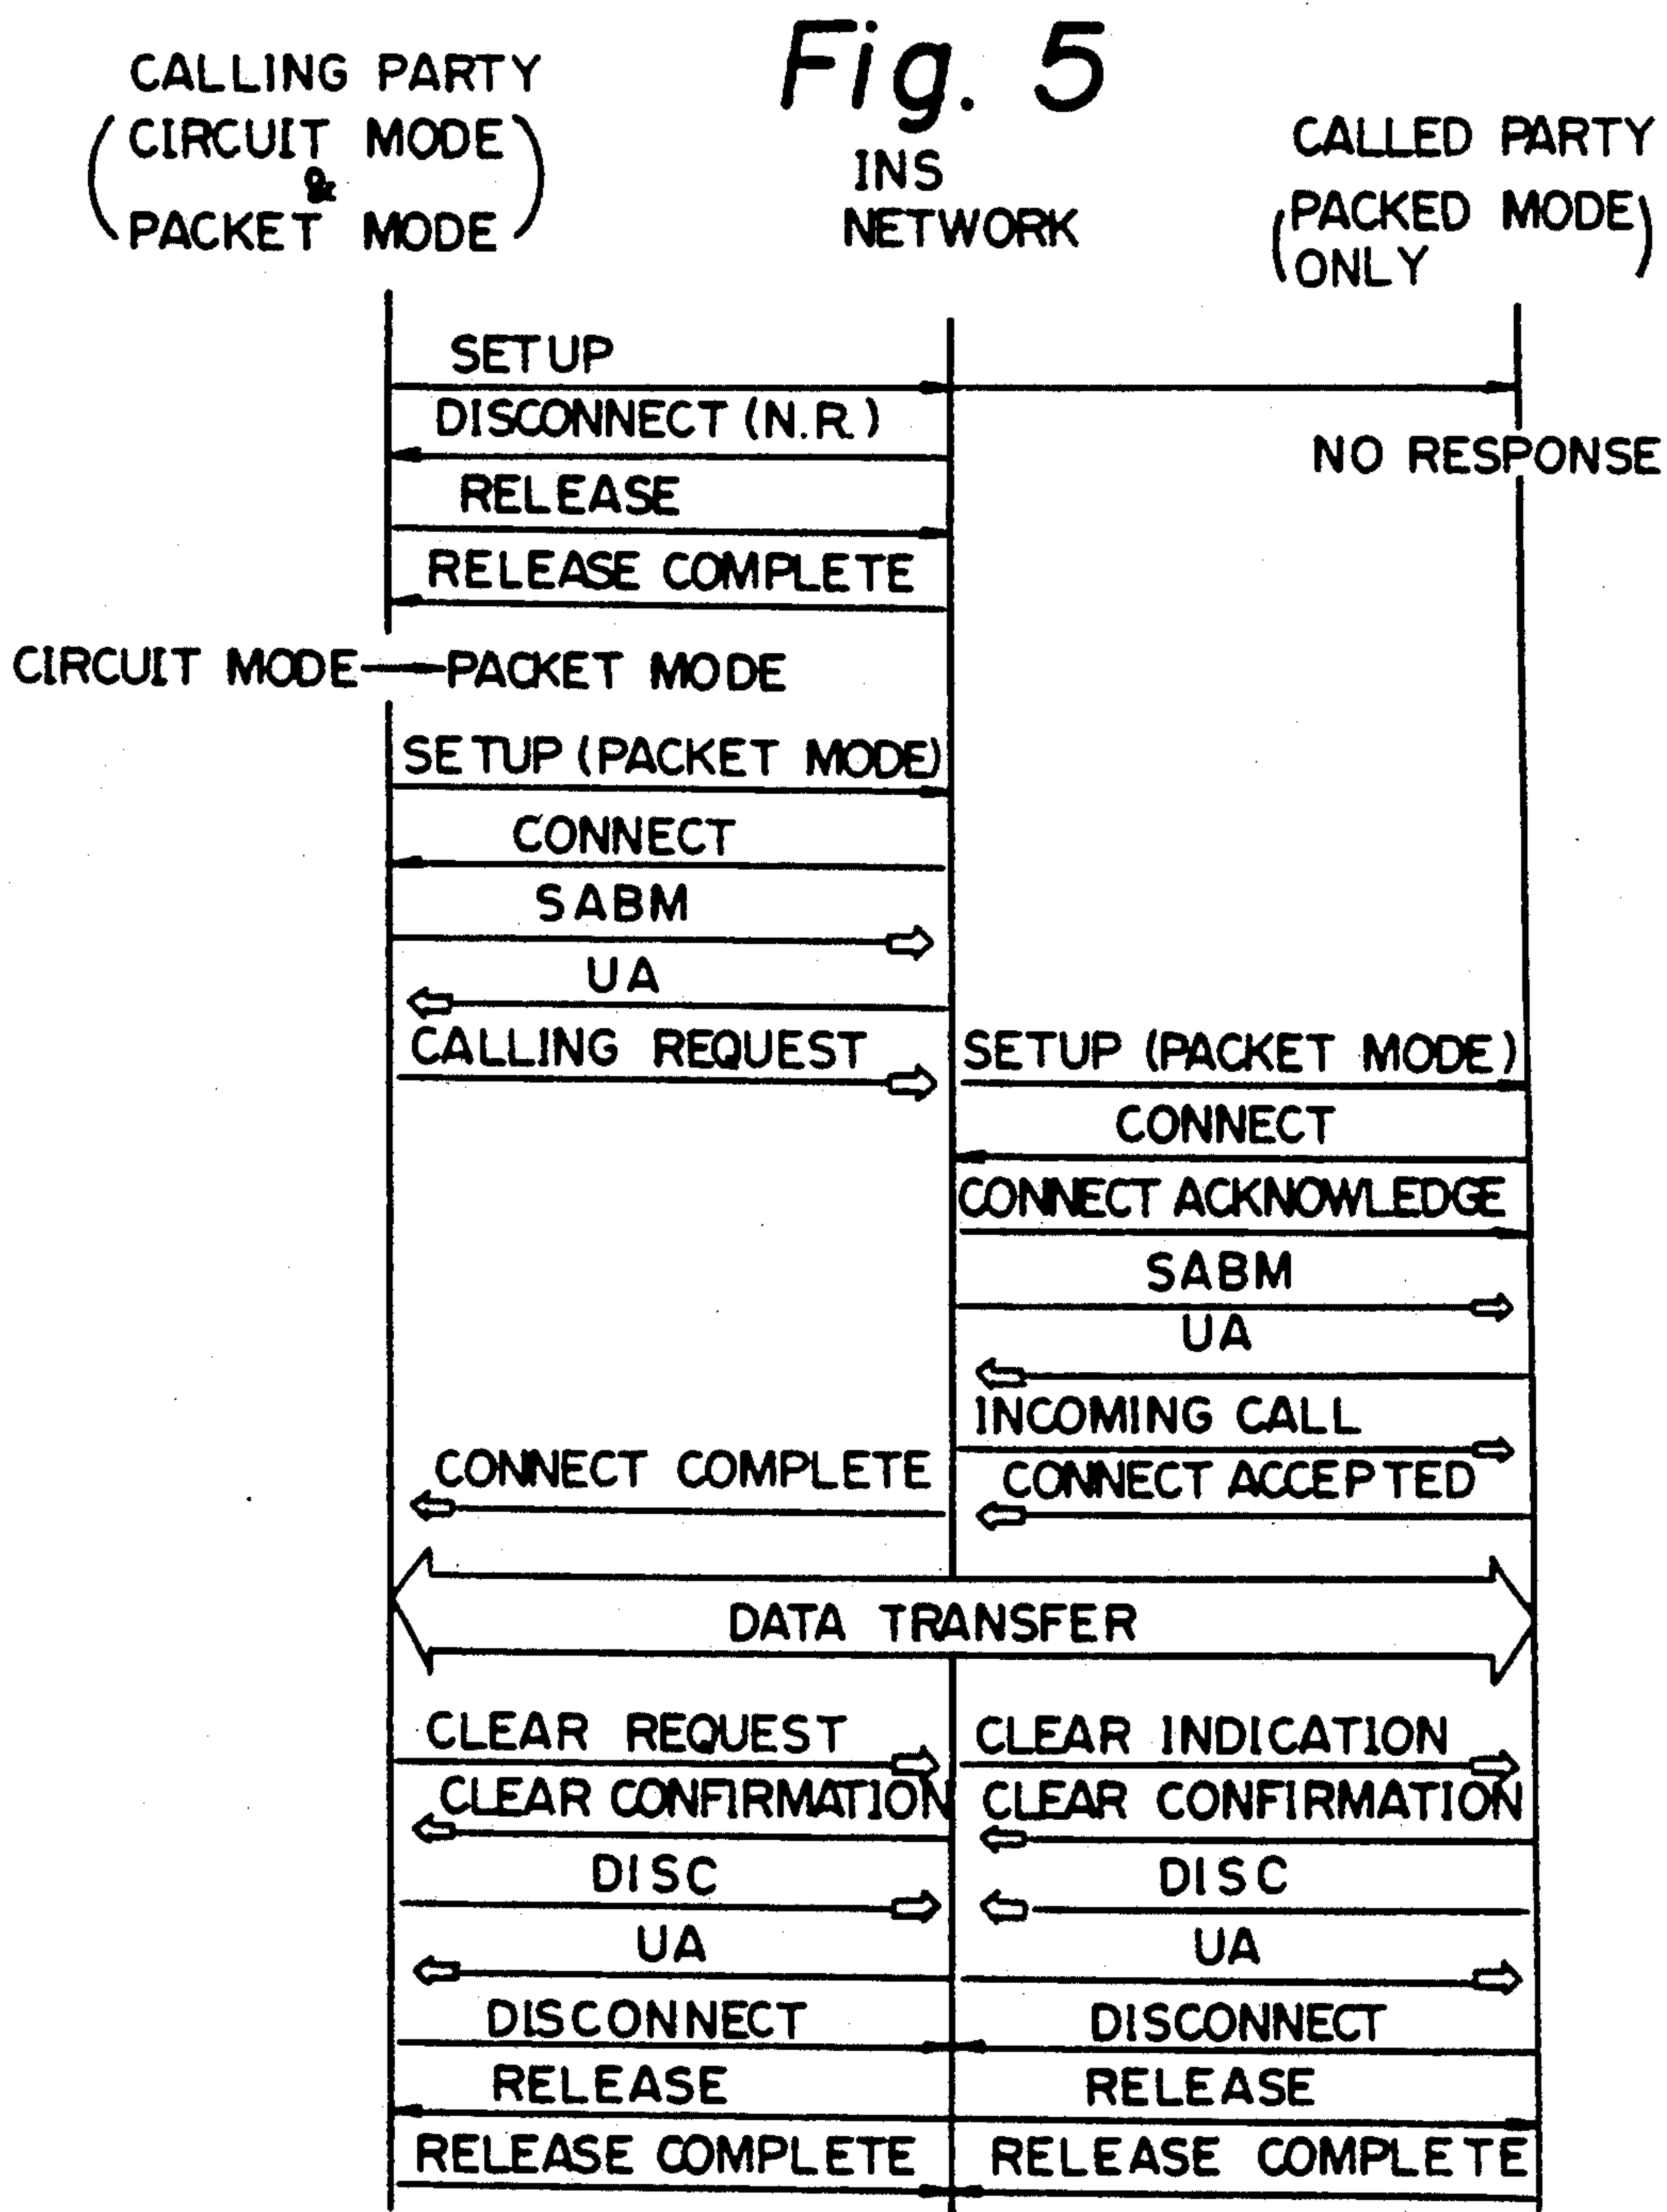 Fig. 5
CALLING PARTY
(CIRCUIT MODE
&
PACKET MODE)
INS
NETWORK
CALLED PARTY
(PACKED MODE)
ONLY
SETUP
DISCONNECT (N.R.)
NO RESPONSE
RELEASE
RELEASE COMPLETE
CIRCUIT MODE PACKET MODE
SETUP (PACKET MODE)
CONNECT
SABM
UA
CALLING REQUEST SETUP (PACKET MODE)
CONNECT
CONNECT ACKNOWLEDGE
SABM
UA
INCOMING CALL
CONNECT COMPLETE CONNECT ACCEPTED
DATA TRANSFER
CLEAR REQUEST CLEAR INDICATION
CLEAR CONFIRMATION CLEAR CONFIRMATION
DISC DISC
UA UA
DISCONNECT DISCONNECT
RELEASE RELEASE
RELEASE COMPLETE RELEASE COMPLETE